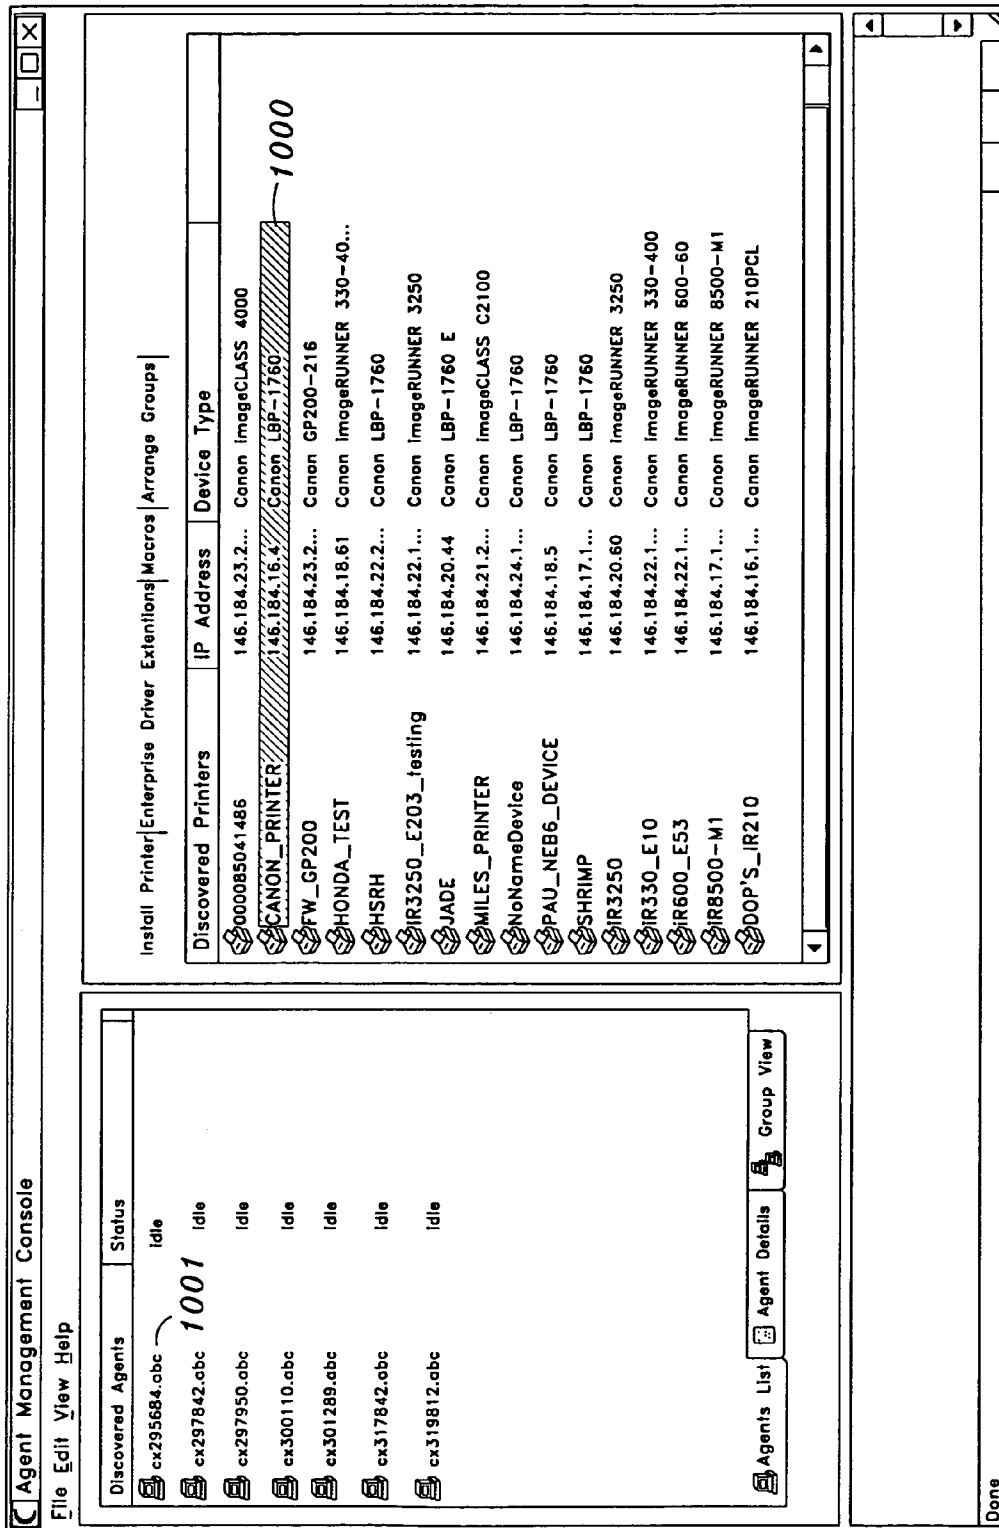 Agent Management Console
File Edit View Help
Discovered Agents Status
cx295684.abc Idle
1001
cx297842.abc Idle
cx297950.abc Idle
cx300110.abc Idle
cx301289.abc Idle
cx317842.abc Idle
cx319812.abc Idle
Agents List Agent Details Group View
Install Printer Enterprise Driver Extentions Macros Arrange Groups
Discovered Printers IP Address Device Type
000085041486 146.184.23.2... Canon imageCLASS 4000
CANON_PRINTER 146.184.16.4 Canon LBP-1760
1000
FW_GP200 146.184.23.2... Canon GP200-216
HONDA_TEST 146.184.18.61 Canon imageRUNNER 330-40...
HSRH 146.184.22.2... Canon LBP-1760
IR3250_E203_testing 146.184.22.1... Canon imageRUNNER 3250
JADE 146.184.20.44 Canon LBP-1760 E
MILES_PRINTER 146.184.21.2... Canon imageCLASS C2100
NoNameDevice 146.184.24.1... Canon LBP-1760
PAU_NEB6_DEVICE 146.184.18.5 Canon LBP-1760
SHRIMP 146.184.17.1... Canon LBP-1760
IR3250 146.184.20.60 Canon imageRUNNER 3250
IR330_E10 146.184.22.1... Canon imageRUNNER 330-400
IR600_E53 146.184.22.1... Canon imageRUNNER 600-60
IR8500-M1 146.184.17.1... Canon imageRUNNER 8500-M1
DOP'S_IR210 146.184.16.1... Canon imageRUNNER 210PCL
Done